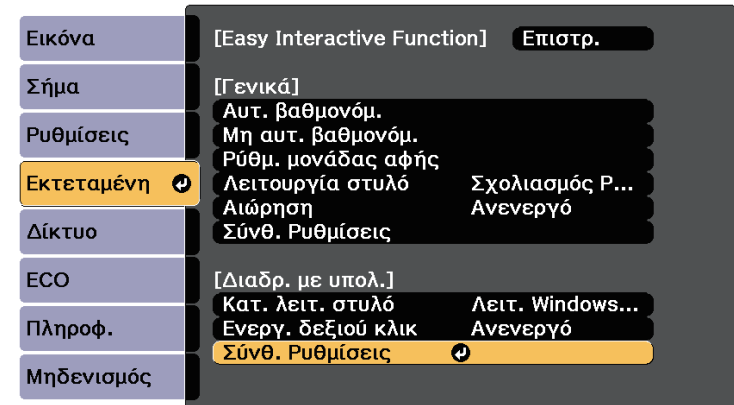 Εικόνα
Σήμα
Ρυθμίσεις
Εκτεταμένη
Δίκτυο
ECO
Πληροφ.
Μηδενισμός
[Easy Interactive Function] Επιστρ.
[Γενικά]
Αυτ. βαθμονόμ.
Μη αυτ. βαθμονόμ.
Ρύθμ. μονάδας αφής
Λειτουργία στυλό Σχολιασμός P...
Αιώρηση Ανενεργό
Σύνθ. Ρυθμίσεις
[Διαδρ. με υπολ.]
Κατ. λειτ. στυλό Λειτ. Windows...
Ενεργ. δεξιού κλικ Ανενεργό
Σύνθ. Ρυθμίσεις